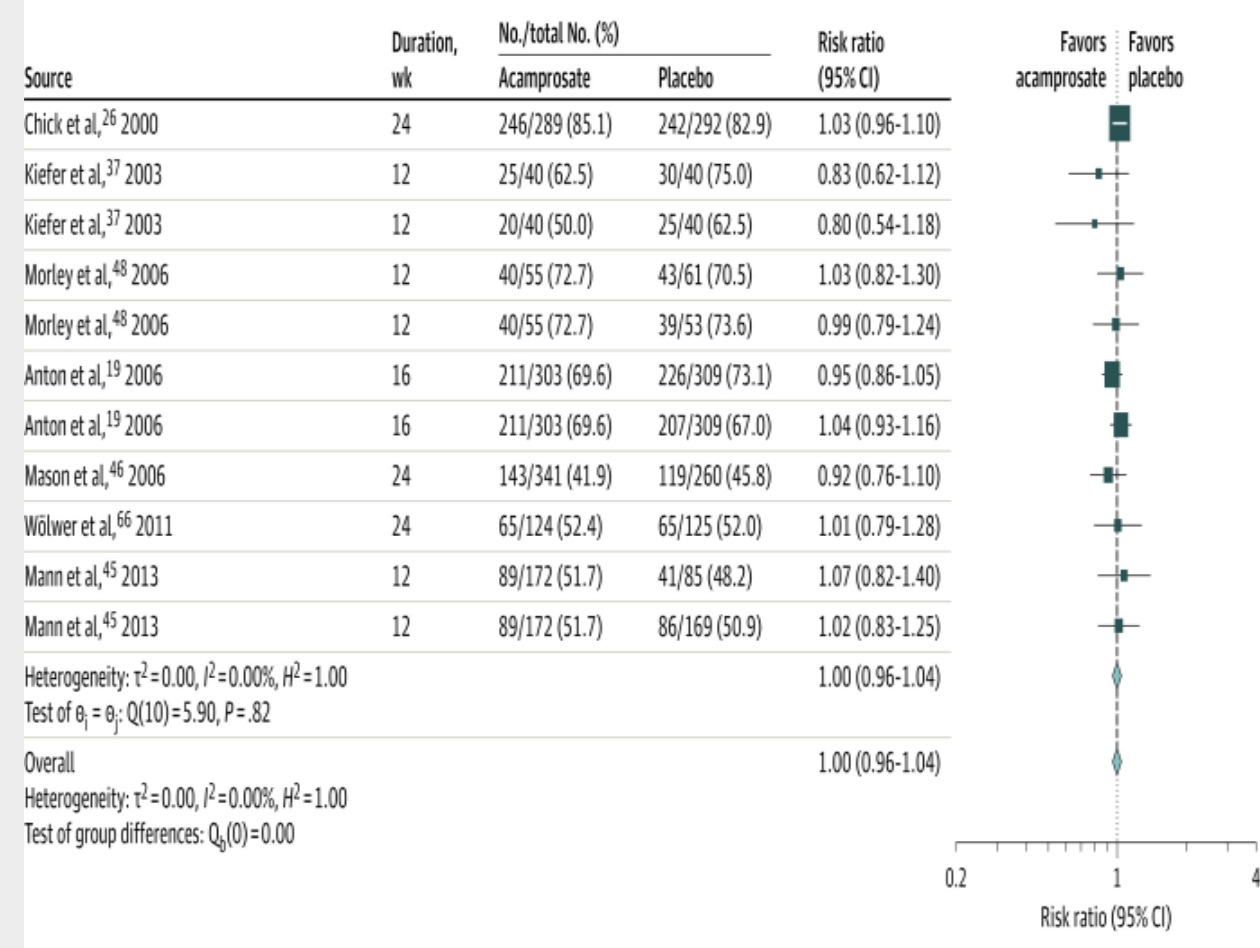 Duration, No./total No. (%) Risk ratio Favors Favors
Source wk Acamprosate Placebo (95% CI) acamprosate placebo
Chick et al,26 2000 24 246/289 (85.1) 242/292 (82.9) 1.03 (0.96-1.10)
Kiefer et al,37 2003 12 25/40 (62.5) 30/40 (75.0) 0.83 (0.62-1.12)
Kiefer et al,37 2003 12 20/40 (50.0) 25/40 (62.5) 0.80 (0.54-1.18)
Morley et al,48 2006 12 40/55 (72.7) 43/61 (70.5) 1.03 (0.82-1.30)
Morley et al,48 2006 12 40/55 (72.7) 39/53 (73.6) 0.99 (0.79-1.24)
Anton et al,19 2006 16 211/303 (69.6) 226/309 (73.1) 0.95 (0.86-1.05)
Anton et al,19 2006 16 211/303 (69.6) 207/309 (67.0) 1.04 (0.93-1.16)
Mason et al,46 2006 24 143/341 (41.9) 119/260 (45.8) 0.92 (0.76-1.10)
Wölwer et al,66 2011 24 65/124 (52.4) 65/125 (52.0) 1.01 (0.79-1.28)
Mann et al,45 2013 12 89/172 (51.7) 41/85 (48.2) 1.07 (0.82-1.40)
Mann et al,45 2013 12 89/172 (51.7) 86/169 (50.9) 1.02 (0.83-1.25)
Heterogeneity: τ2=0.00, I2=0.00%, H2=1.00 1.00 (0.96-1.04)
Test of θi = θj: Q(10)=5.90, P=.82
Overall 1.00 (0.96-1.04)
Heterogeneity: τ2=0.00, I2=0.00%, H2=1.00
Test of group differences: Qb(0)=0.00
0.2 1 4
Risk ratio (95% CI)